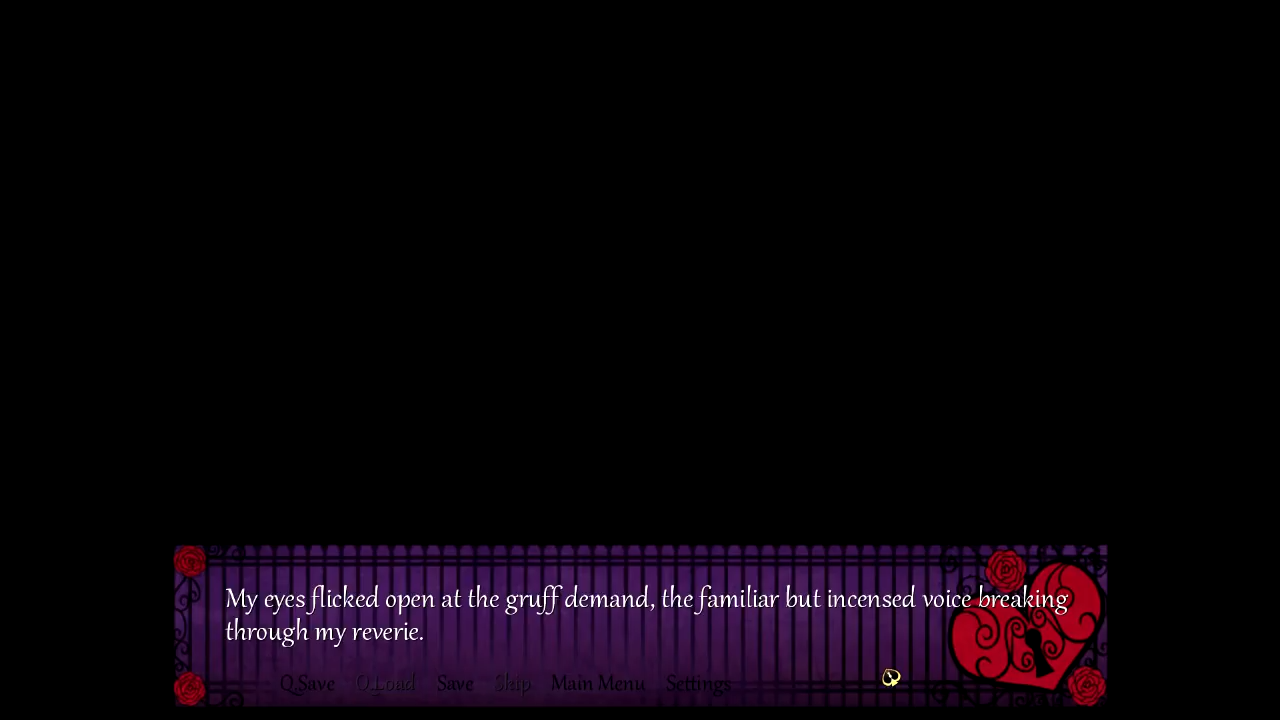 My eyes flicked open at the gruff demand, the familiar but incensed voice breaking
through my reverie.
Q.Save Q.Load Save Skip Main Menu Settings